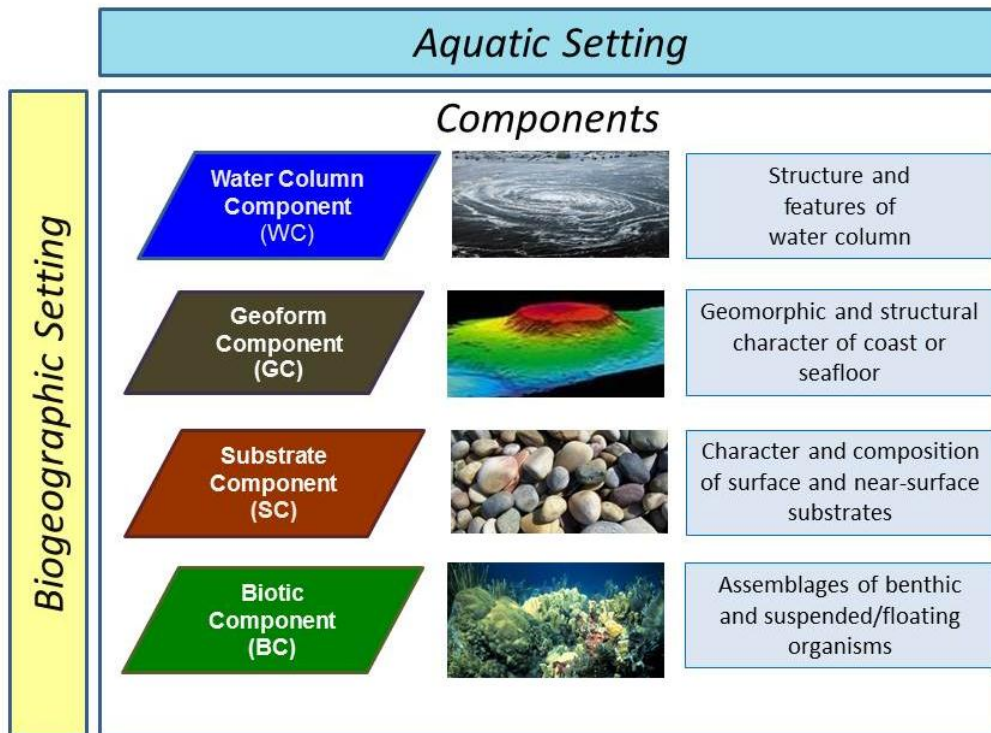 Aquatic Setting
Biogeographic Setting
Components
Water Column
Component
(WC)
Structure and
features of
water column
Geoform
Component
(GC)
Geomorphic and structural
character of coast or
seafloor
Substrate
Component
(SC)
Character and composition
of surface and near-surface
substrates
Biotic
Component
(BC)
Assemblages of benthic
and suspended/floating
organisms